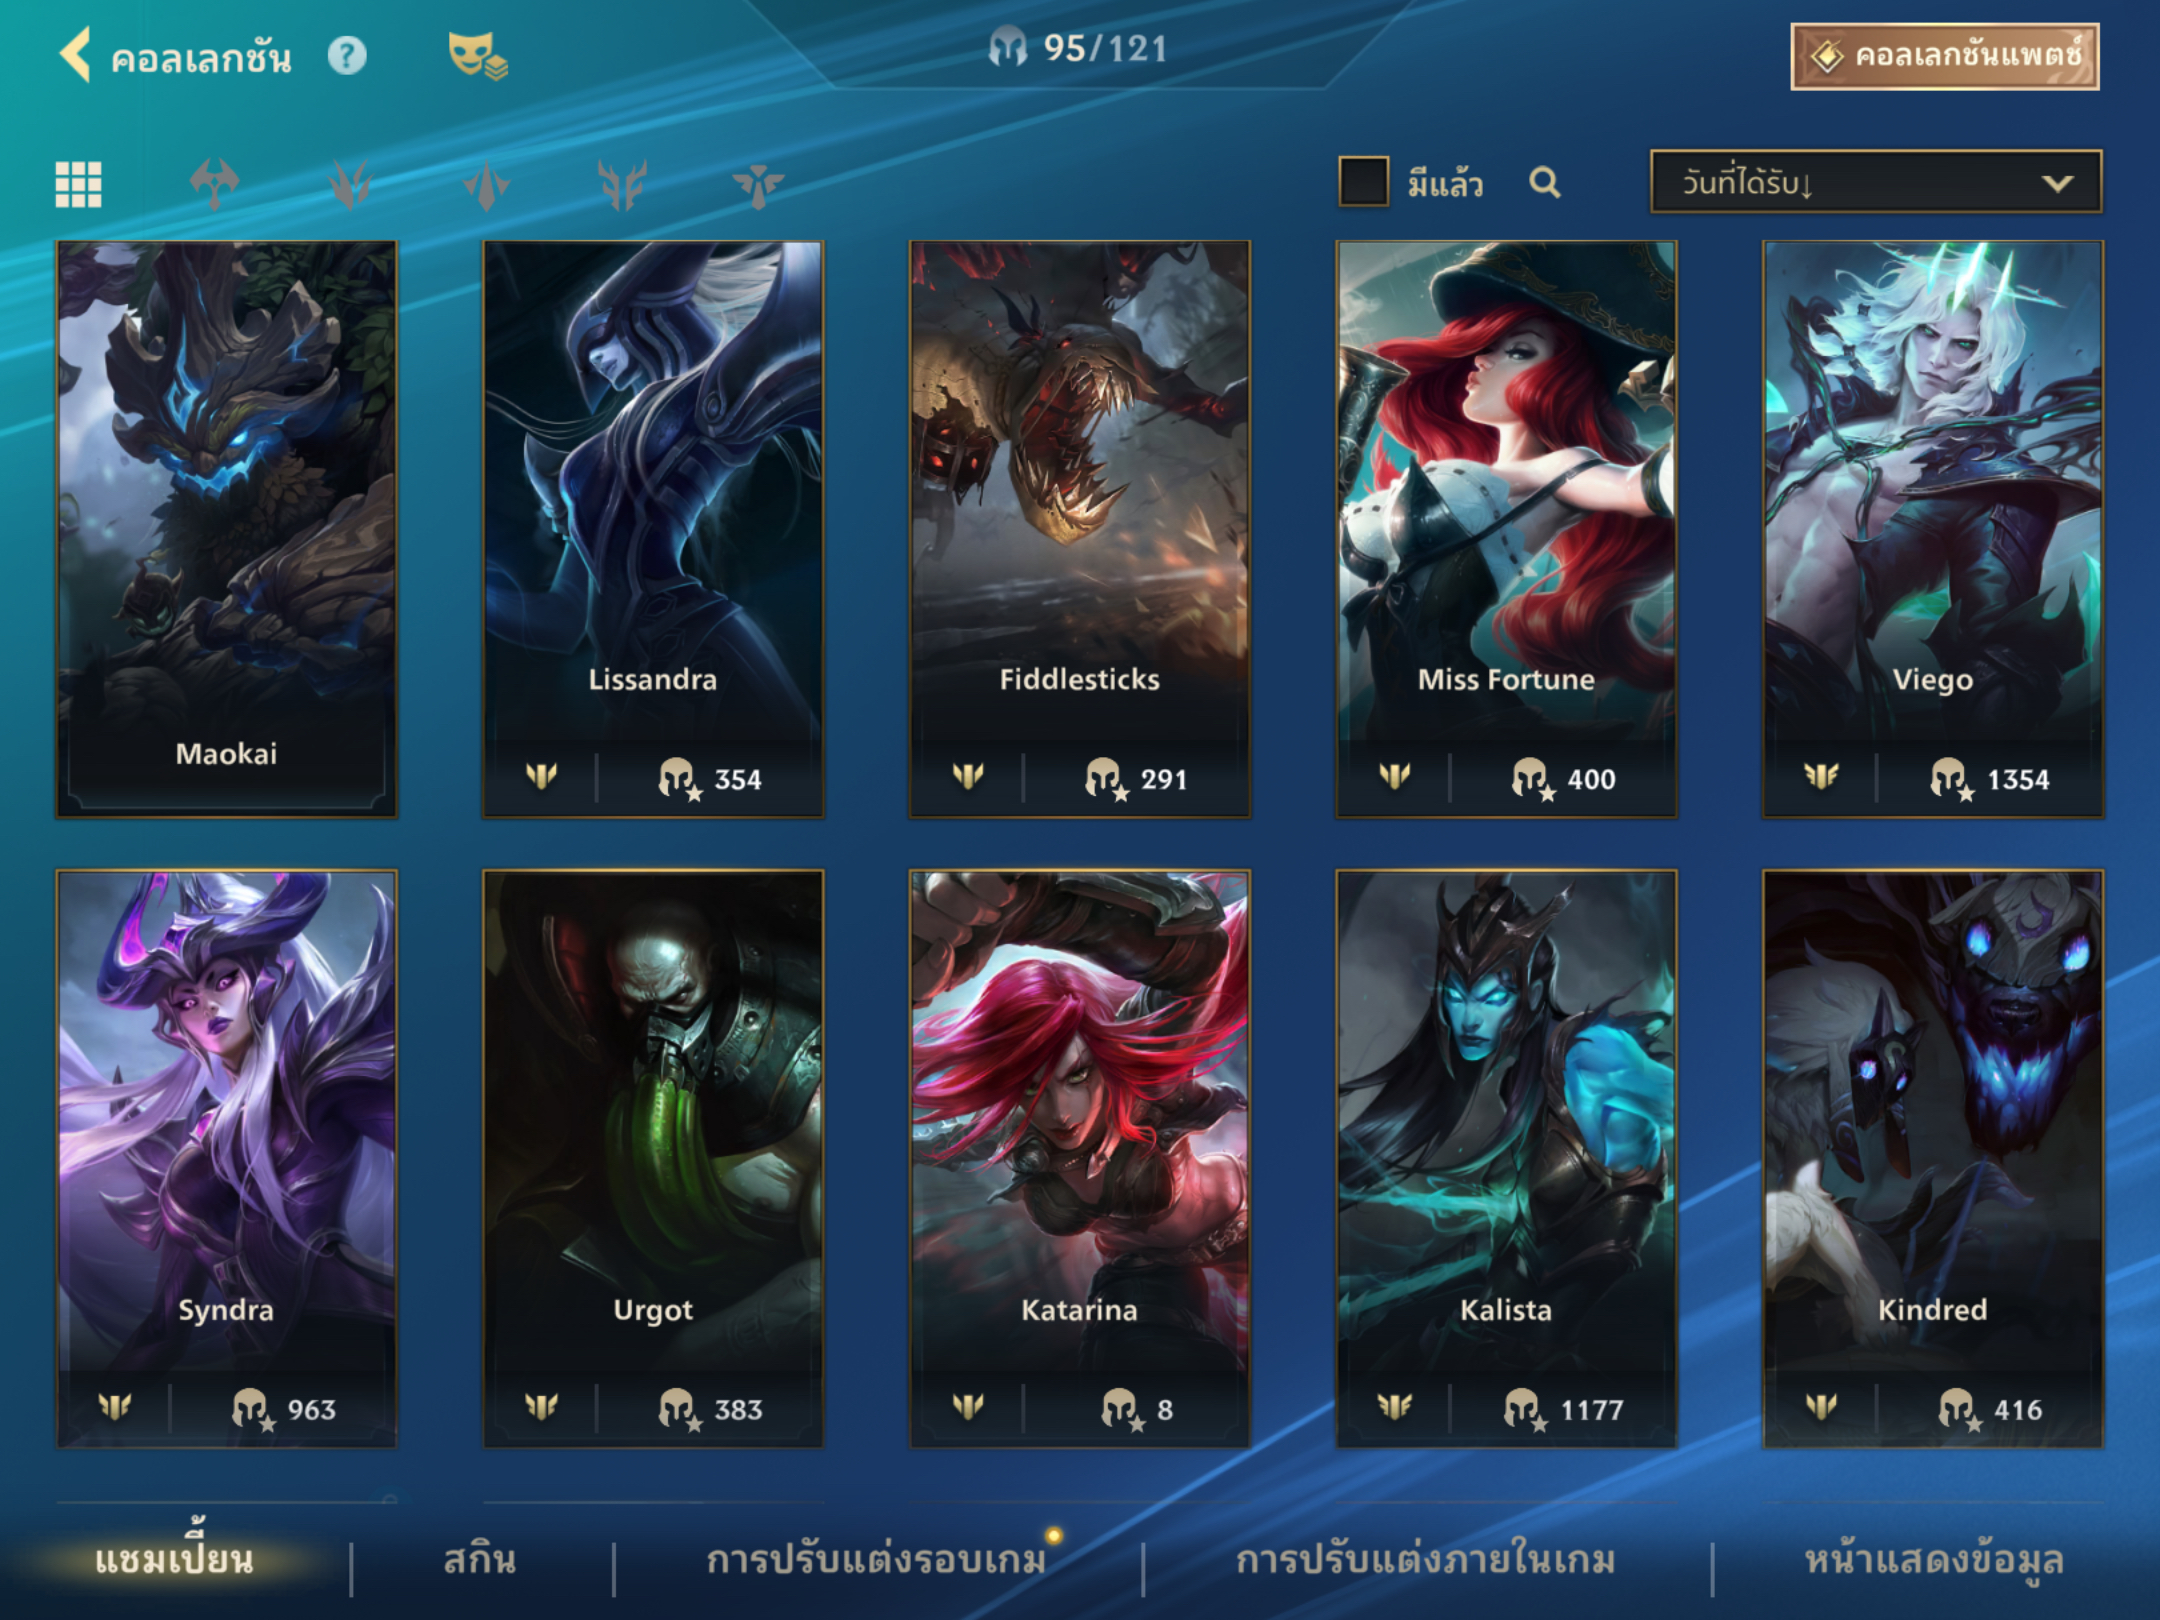 คอลเลกชัน
?
95/121
คอลเลกชันแพตช์
มีแล้ว
วันที่ได้รับ↓
Maokai
Lissandra
354
Fiddlesticks
291
Miss Fortune
400
Viego
1354
Syndra
963
Urgot
383
Katarina
8
Kalista
1177
Kindred
416
แชมเปี้ยน
สกิน
การปรับแต่งรอบเกม
การปรับแต่งภายในเกม
หน้าแสดงข้อมูล